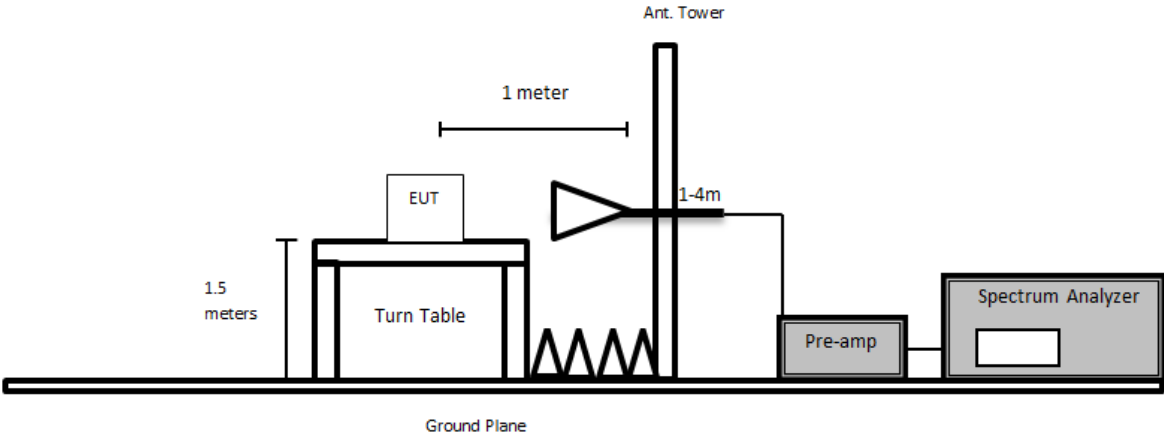 Ant. Tower
1 meter
EUT
1-4m
1.5
meters
Turn Table
Spectrum Analyzer
Pre-amp
Ground Plane